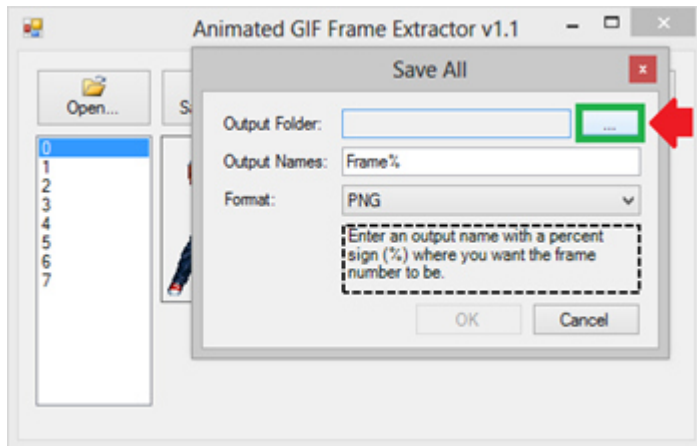 Animated GIF Frame Extractor v1.1
Save All
Open...
Output Folder:
...
Output Names: Frame%
Format: PNG
Enter an output name with a percent
sign (%) where you want the frame
number to be.
OK Cancel
0
1
2
3
4
5
6
7